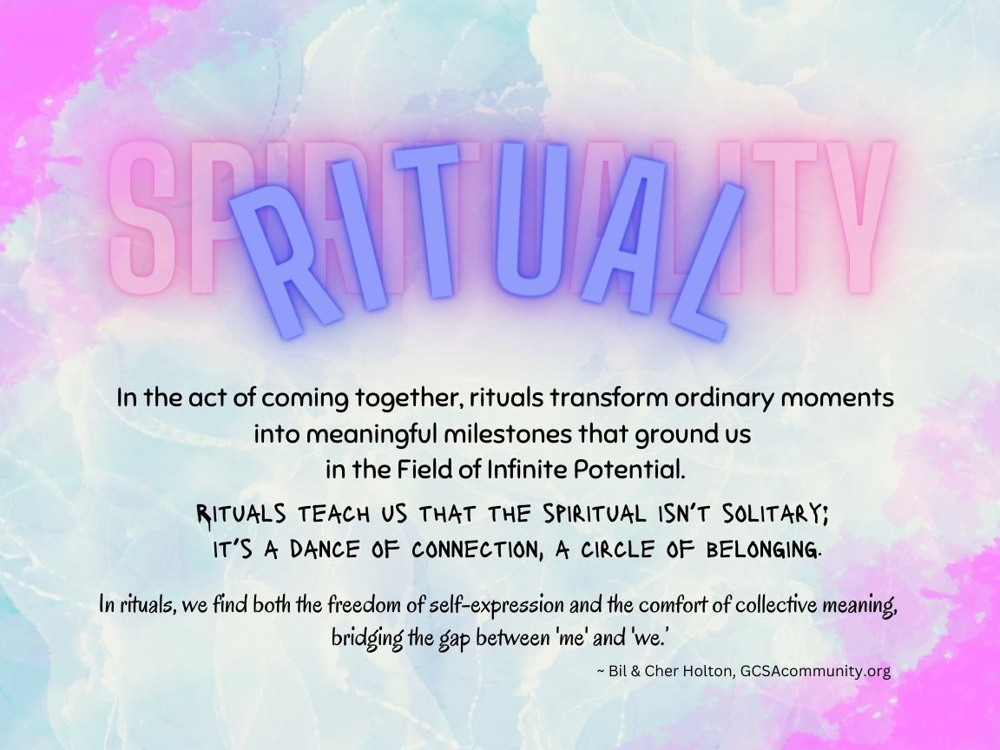 SPIRITUALITY
RITUAL
In the act of coming together, rituals transform ordinary moments
into meaningful milestones that ground us
in the Field of Infinite Potential.
RITUALS TEACH US THAT THE SPIRITUAL ISN'T SOLITARY;
IT'S A DANCE OF CONNECTION, A CIRCLE OF BELONGING.
In rituals, we find both the freedom of self-expression and the comfort of collective meaning,
bridging the gap between 'me' and 'we.'
~ Bil & Cher Holton, GCSAcommunity.org